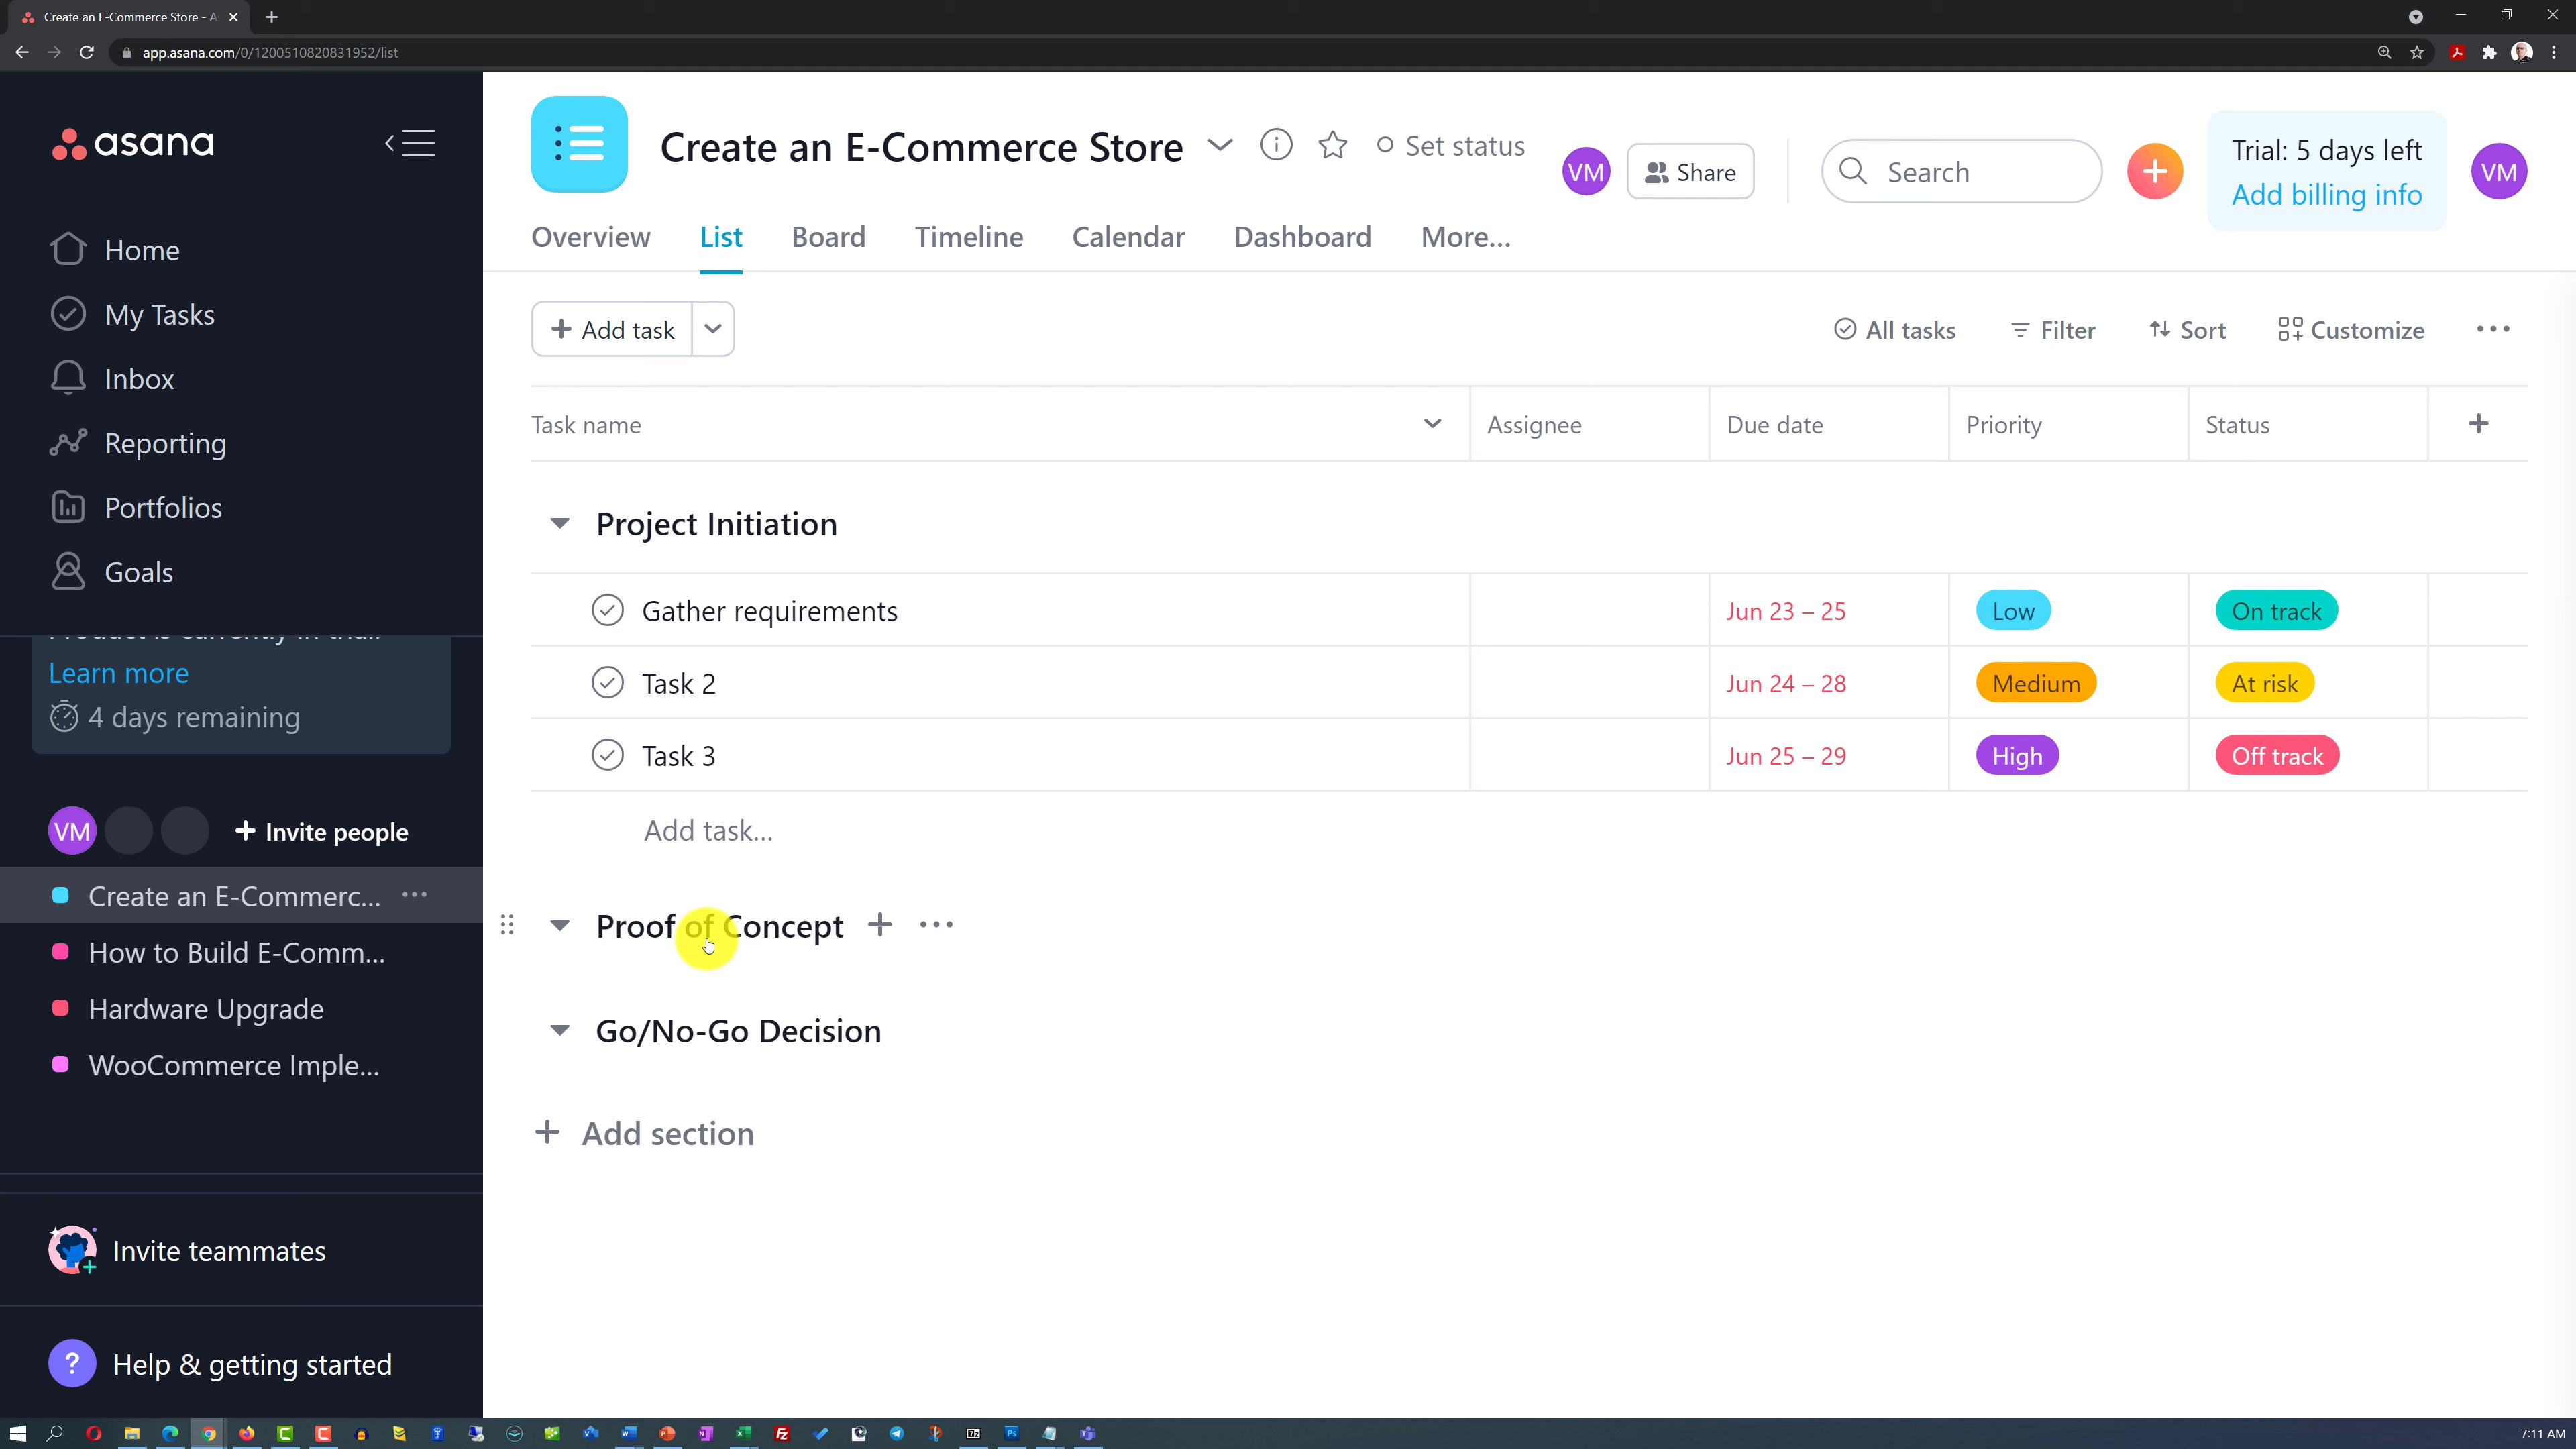 Create an E-Commerce Store - A
app.asana.com/0/1200510820831952/list
asana
Home
My Tasks
Inbox
Reporting
Portfolios
Goals
Learn more
4 days remaining
VM
+ Invite people
Create an E-Commerc...
How to Build E-Comm...
Hardware Upgrade
WooCommerce Imple...
Invite teammates
? Help & getting started
Create an E-Commerce Store
Set status
VM
Share
Search
Trial: 5 days left
Add billing info
VM
Overview List Board Timeline Calendar Dashboard More...
+ Add task
All tasks Filter Sort Customize
Task name Assignee Due date Priority Status +
Project Initiation
Gather requirements Jun 23 – 25 Low On track
Task 2 Jun 24 – 28 Medium At risk
Task 3 Jun 25 – 29 High Off track
Add task...
Proof of Concept + ...
Go/No-Go Decision
+ Add section
7:11 AM